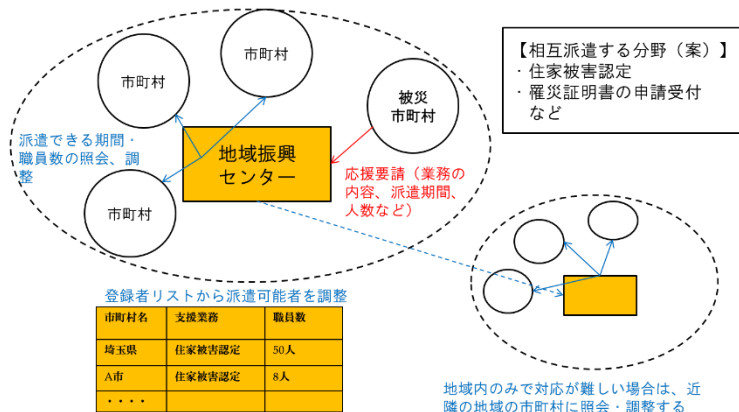 市町村
市町村
被災
市町村
【相互派遣する分野（案）】
・住家被害認定
・罹災証明書の申請受付
など
派遣できる期間・
職員数の照会、調
整
地域振興
センター
応援要請（業務の
内容、派遣期間、
人数など）
市町村
登録者リストから派遣可能者を調整
市町村名 支援業務 職員数
埼玉県 住家被害認定 50人
A市 住家被害認定 8人
・・・・
地域内のみで対応が難しい場合は、近
隣の地域の市町村に照会・調整する